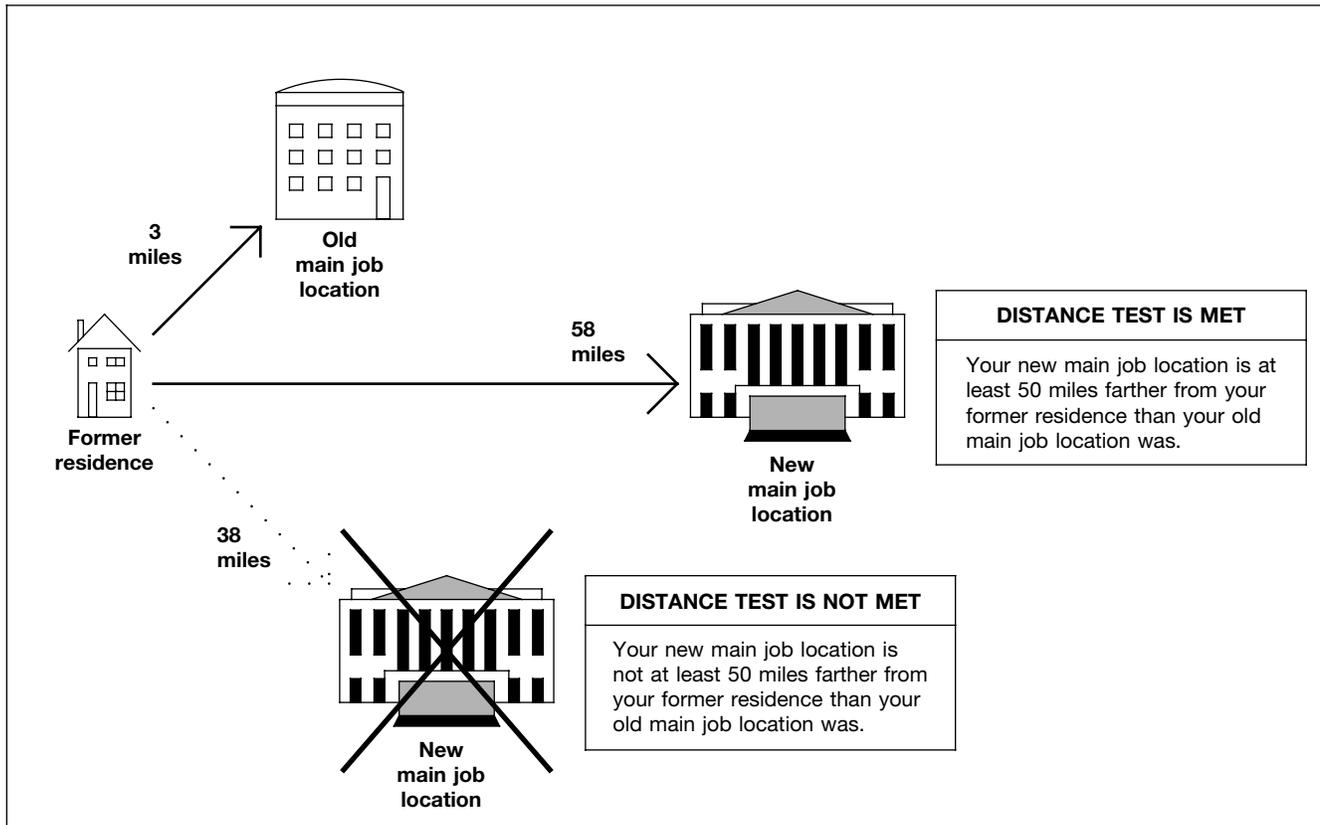 3
miles
Old
main job
location
Former
residence
58
miles
New
main job
location
DISTANCE TEST IS MET
Your new main job location is at
least 50 miles farther from your
former residence than your old
main job location was.
38
miles
New
main job
location
DISTANCE TEST IS NOT MET
Your new main job location is
not at least 50 miles farther from
your former residence than your
old main job location was.